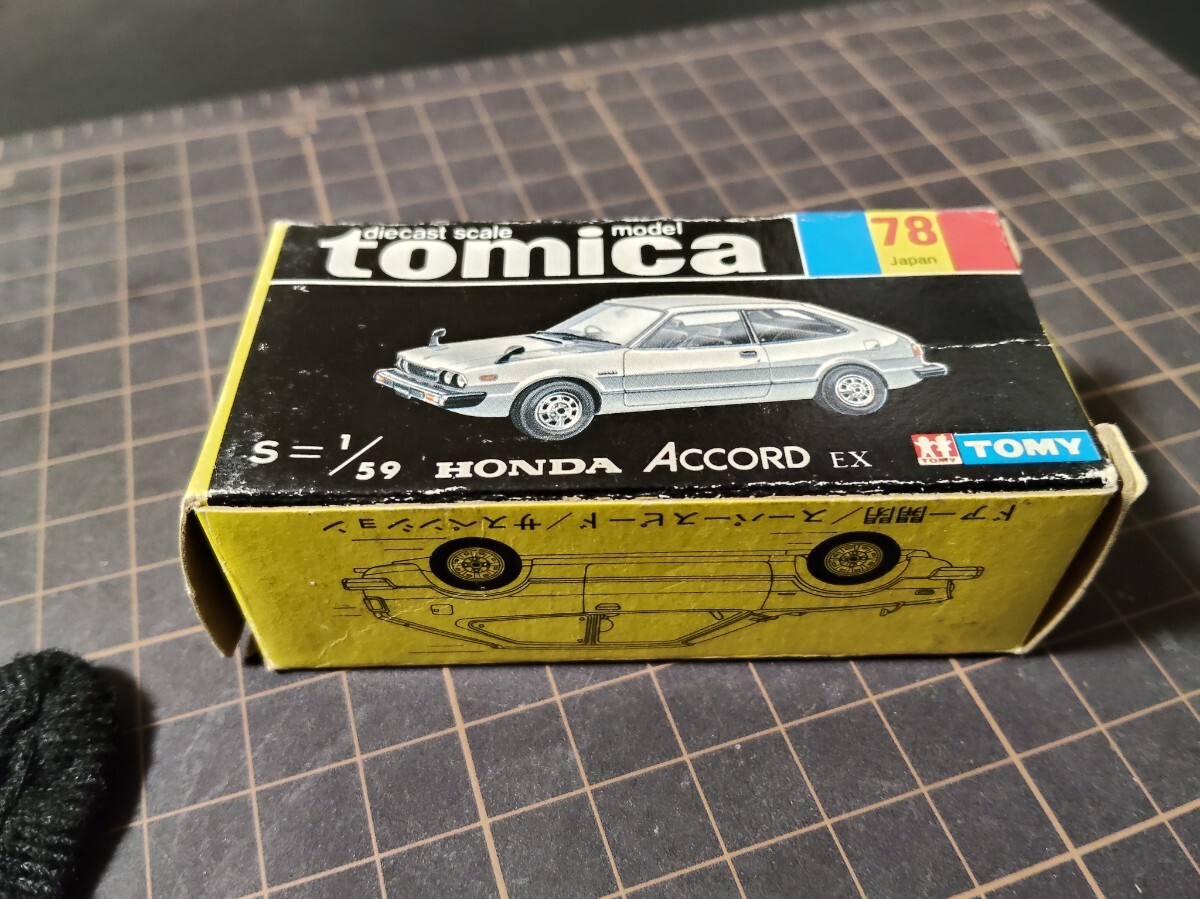 diecast scale model
tomica
78
Japan
S=1/59 HONDA ACCORD EX
TOMY
TOMY
ドアー開閉/スーパースピード/サスペンション